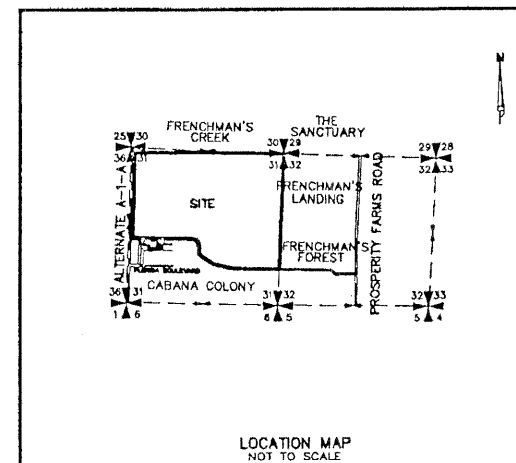 N
FRENCHMAN'S
CREEK
THE
SANCTUARY
25 30
36 31
30 29
31 32
29 28
32 33
FRENCHMAN'S
LANDING
SITE
ALTERNATE A-1-A
PROSPERITY FARMS ROAD
FRENCHMAN'S
FOREST
FLORIDA BOULEVARD
CABANA COLONY
36 31
1 6
31 32
6 5
32 33
5 4
LOCATION MAP
NOT TO SCALE